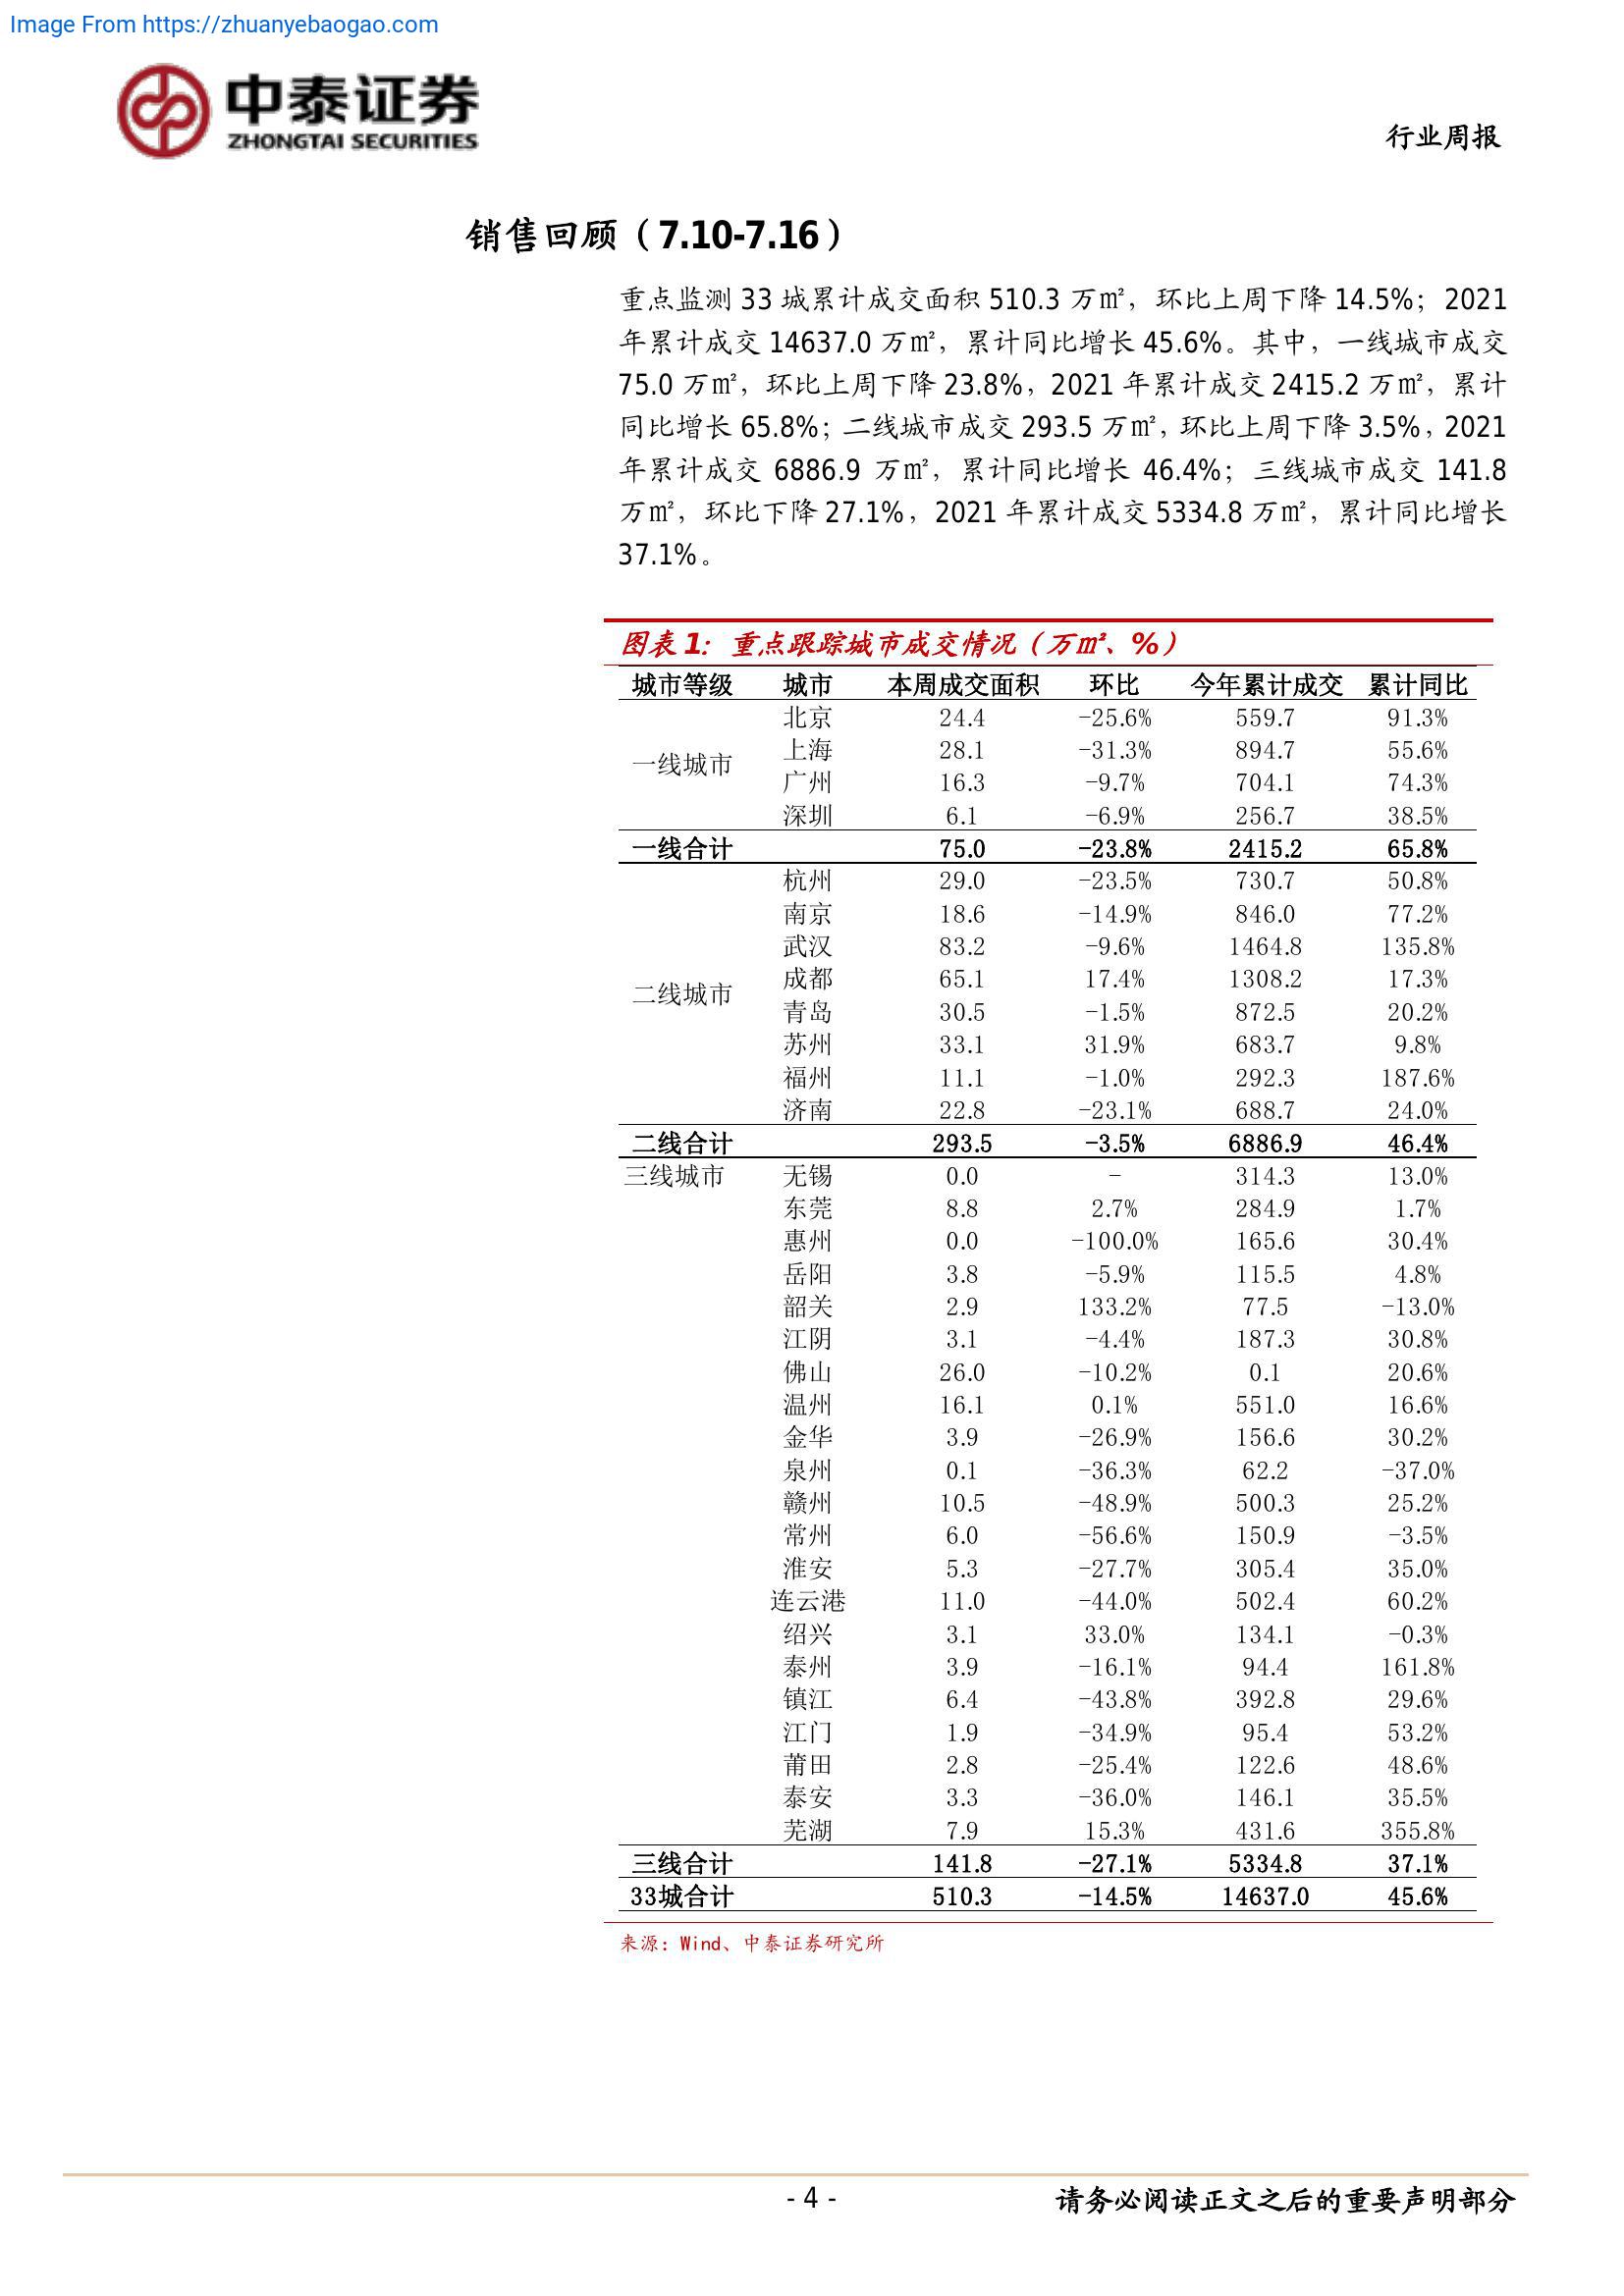 Image From https://zhuanyebaogao.com
中泰证券
ZHONGTAI SECURITIES
行业周报
销售回顾（7.10-7.16）
重点监测 33 城累计成交面积 510.3 万㎡，环比上周下降 14.5%；2021
年累计成交 14637.0 万㎡，累计同比增长 45.6%。其中，一线城市成交
75.0 万㎡，环比上周下降 23.8%，2021 年累计成交 2415.2 万㎡，累计
同比增长 65.8%；二线城市成交 293.5 万㎡，环比上周下降 3.5%，2021
年累计成交 6886.9 万㎡，累计同比增长 46.4%；三线城市成交 141.8
万㎡，环比下降 27.1%，2021 年累计成交 5334.8 万㎡，累计同比增长
37.1%。
图表 1：重点跟踪城市成交情况（万㎡、%）
城市等级 城市 本周成交面积 环比 今年累计成交 累计同比
一线城市
北京 24.4 -25.6% 559.7 91.3%
上海 28.1 -31.3% 894.7 55.6%
广州 16.3 -9.7% 704.1 74.3%
深圳 6.1 -6.9% 256.7 38.5%
一线合计 75.0 -23.8% 2415.2 65.8%
二线城市
杭州 29.0 -23.5% 730.7 50.8%
南京 18.6 -14.9% 846.0 77.2%
武汉 83.2 -9.6% 1464.8 135.8%
成都 65.1 17.4% 1308.2 17.3%
青岛 30.5 -1.5% 872.5 20.2%
苏州 33.1 31.9% 683.7 9.8%
福州 11.1 -1.0% 292.3 187.6%
济南 22.8 -23.1% 688.7 24.0%
二线合计 293.5 -3.5% 6886.9 46.4%
三线城市 无锡 0.0 - 314.3 13.0%
东莞 8.8 2.7% 284.9 1.7%
惠州 0.0 -100.0% 165.6 30.4%
岳阳 3.8 -5.9% 115.5 4.8%
韶关 2.9 133.2% 77.5 -13.0%
江阴 3.1 -4.4% 187.3 30.8%
佛山 26.0 -10.2% 0.1 20.6%
温州 16.1 0.1% 551.0 16.6%
金华 3.9 -26.9% 156.6 30.2%
泉州 0.1 -36.3% 62.2 -37.0%
赣州 10.5 -48.9% 500.3 25.2%
常州 6.0 -56.6% 150.9 -3.5%
淮安 5.3 -27.7% 305.4 35.0%
连云港 11.0 -44.0% 502.4 60.2%
绍兴 3.1 33.0% 134.1 -0.3%
泰州 3.9 -16.1% 94.4 161.8%
镇江 6.4 -43.8% 392.8 29.6%
江门 1.9 -34.9% 95.4 53.2%
莆田 2.8 -25.4% 122.6 48.6%
泰安 3.3 -36.0% 146.1 35.5%
芜湖 7.9 15.3% 431.6 355.8%
三线合计 141.8 -27.1% 5334.8 37.1%
33城合计 510.3 -14.5% 14637.0 45.6%
来源：Wind、中泰证券研究所
- 4 -
请务必阅读正文之后的重要声明部分